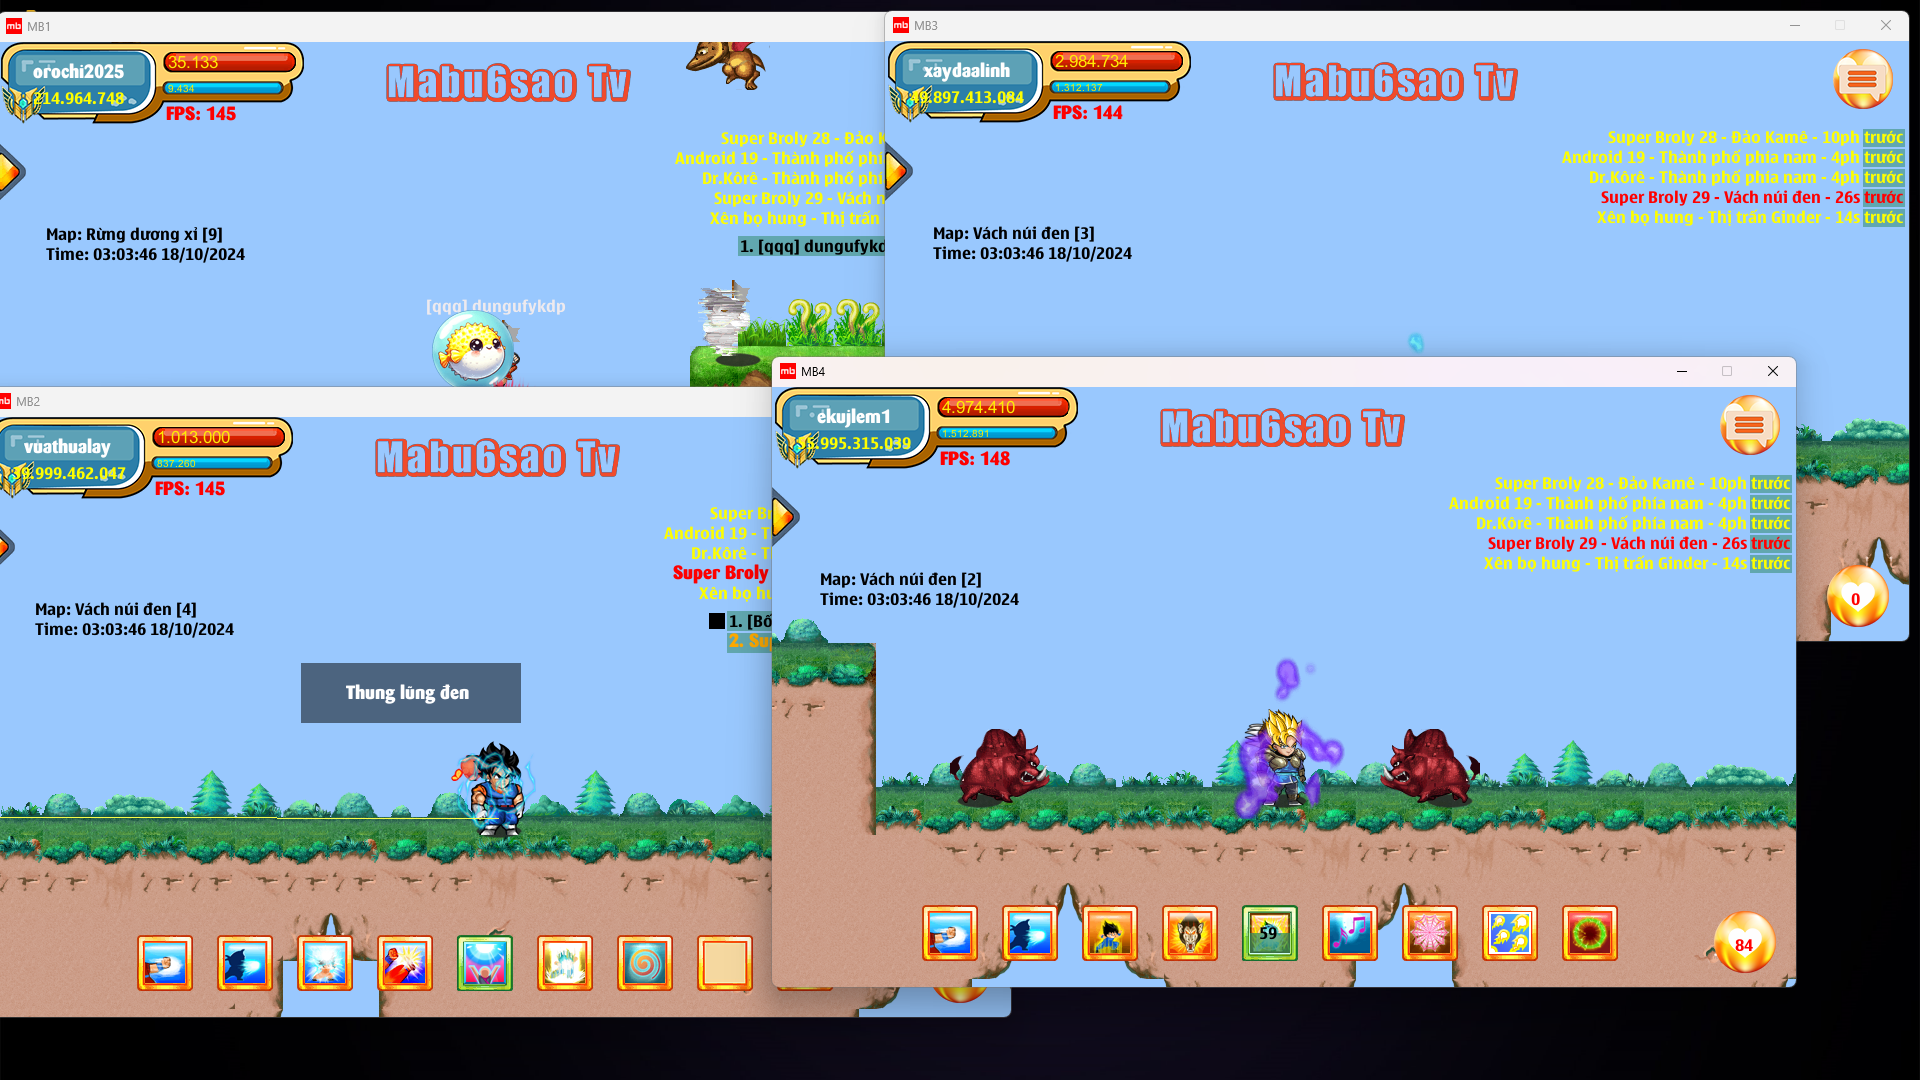 MB1
orochi2025
214.964.748
35.133
9.434
FPS: 145
Mabu6sao Tv
Super Broly 28 - Đảo
Android 19 - Thành phố
Dr.Kôrê - Thành phố
Super Broly 29 - Vách
Xên bọ hung - Thị trấn
1. [qqq] dungufykd
Map: Rừng dương xỉ [9]
Time: 03:03:46 18/10/2024
[qqq] dungufykdp
MB3
xaydaalinh
2.984.734
1.312.137
FPS: 144
Mabu6sao Tv
Super Broly 28 - Đảo Kamê - 10ph trước
Android 19 - Thành phố phía nam - 4ph trước
Dr.Kôrê - Thành phố phía nam - 4ph trước
Super Broly 29 - Vách núi đen - 26s trước
Xên bọ hung - Thị trấn Ginder - 14s trước
Map: Vách núi đen [3]
Time: 03:03:46 18/10/2024
0
MB2
vuathualay
.999.462.047
1.013.000
837.260
FPS: 145
Mabu6sao Tv
Super
Android 19 -
Dr.Kôrê -
Super Broly
Xên bọ
1. [Bố
2.
Map: Vách núi đen [4]
Time: 03:03:46 18/10/2024
Thung lũng đen
MB4
ekujlem1
.995.315.039
4.974.410
1.512.891
FPS: 148
Mabu6sao Tv
Super Broly 28 - Đảo Kamê - 10ph trước
Android 19 - Thành phố phía nam - 4ph trước
Dr.Kôrê - Thành phố phía nam - 4ph trước
Super Broly 29 - Vách núi đen - 26s trước
Xên bọ hung - Thị trấn Ginder - 14s trước
Map: Vách núi đen [2]
Time: 03:03:46 18/10/2024
59
84